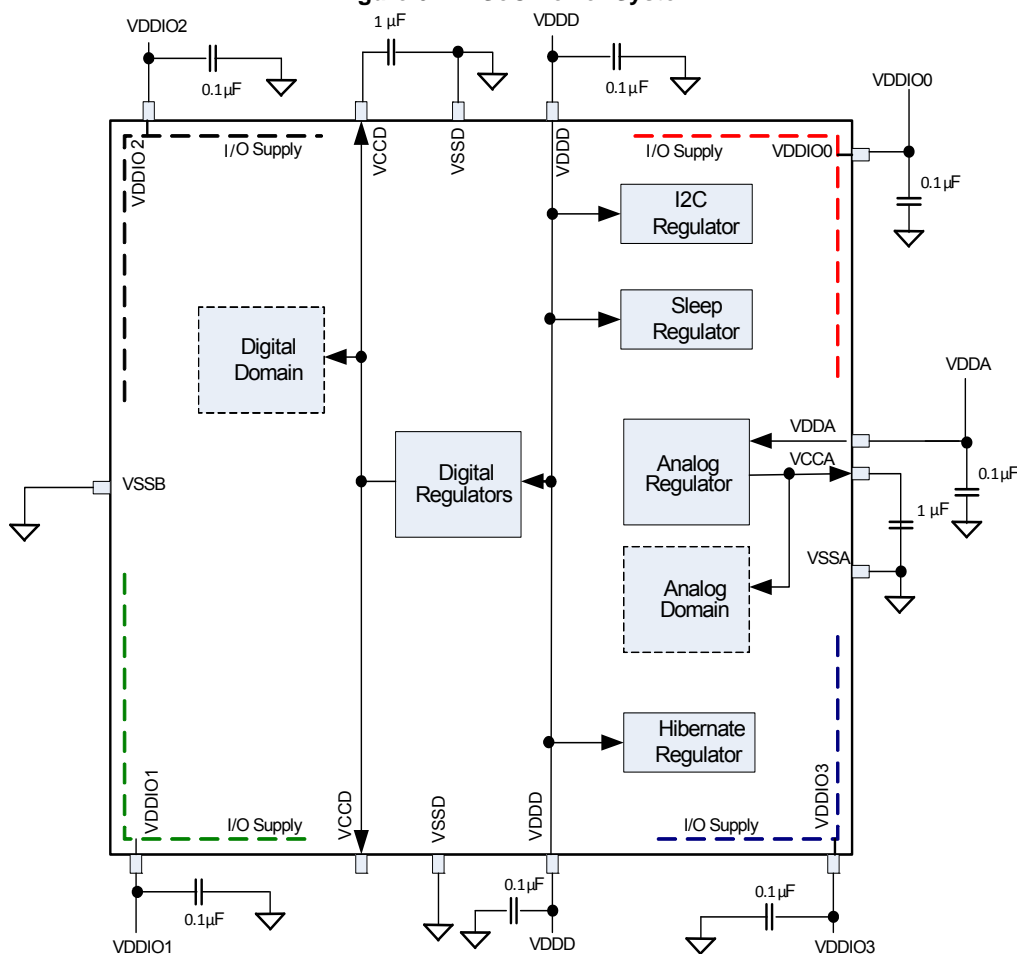 VDDIO2
0.1µF
1 µF
VDDD
0.1µF
VDDIO0
0.1µF
VDDIO2
I/O Supply
VCCD
VSSD
VDDD
I/O Supply
VDDIO0
I2C
Regulator
Sleep
Regulator
Digital
Domain
VDDA
VDDA
Digital
Regulators
Analog
Regulator
VCCA
0.1µF
1 µF
VSSB
VSSA
Analog
Domain
Hibernate
Regulator
VDDIO1
I/O Supply
VCCD
VSSD
VDDD
I/O Supply
VDDIO3
0.1µF
VDDIO1
0.1µF
VDDD
0.1µF
VDDIO3